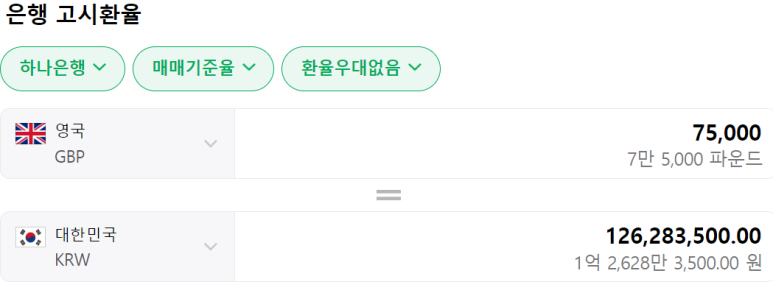 은행 고시환율
하나은행 매매기준율 환율우대없음
영국 75,000
GBP 7만 5,000 파운드
대한민국 126,283,500.00
KRW 1억 2,628만 3,500.00 원